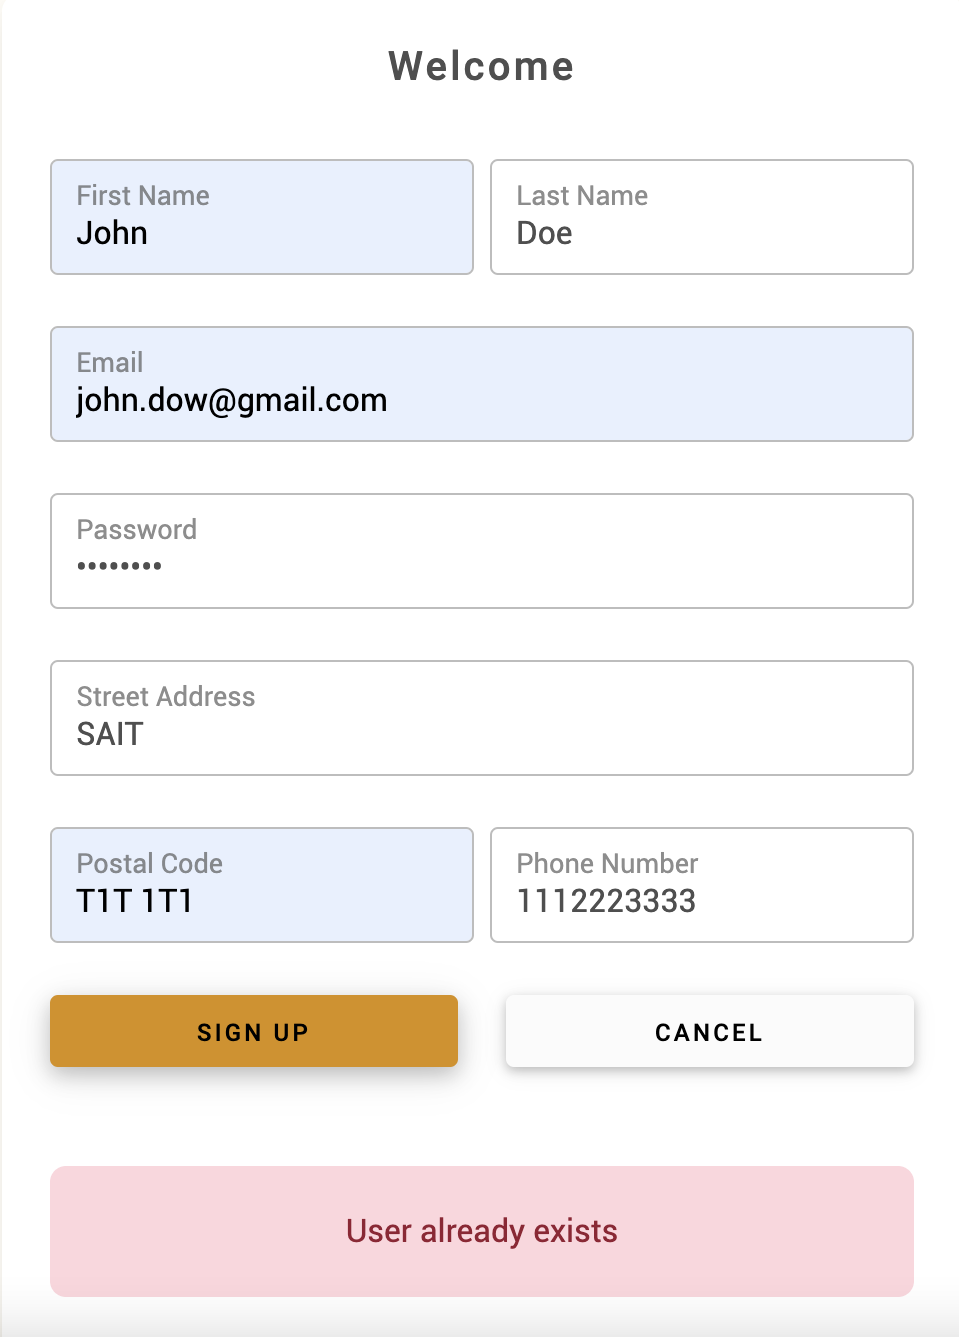 Welcome
First Name
John
Last Name
Doe
Email
john.dow@gmail.com
Password
••••••••
Street Address
SAIT
Postal Code
T1T 1T1
Phone Number
1112223333
SIGN UP
CANCEL
User already exists